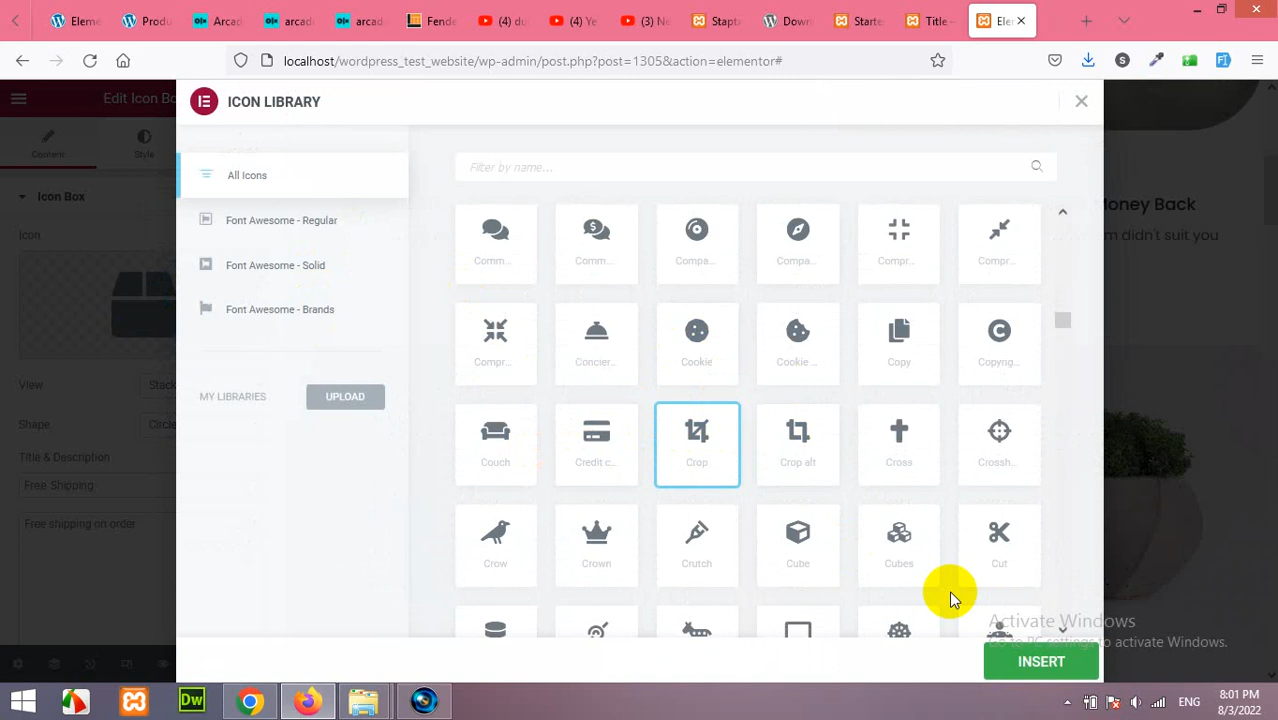 Eleme
Produ
Arcad
arcade
arcad
Fende
(4) du
(4) Ye
(3) Ne
Stapt
Down
Starte
Title –
Ele
localhost/wordpress_test_website/wp-admin/post.php?post=1305&action=elementor#
Edit Icon Bo
ICON LIBRARY
Content
Style
All Icons
Filter by name...
Icon Box
Font Awesome - Regular
Icon
Font Awesome - Solid
Font Awesome - Brands
MY LIBRARIES
UPLOAD
View
Stack
Shape
Circle
Title & Description
Free Shipping
Free shipping on order
Comm...
Comm...
Compa...
Compa...
Compr...
Compr...
Compr...
Concier...
Cookie
Cookie ...
Copy
Copyrig...
Couch
Credit c...
Crop
Crop alt
Cross
Crossh...
Crow
Crown
Crutch
Cube
Cubes
Cut
Money Back
m didn't suit you
Activate Windows
Go to PC settings to activate Windows.
INSERT
Dw
ENG
8:01 PM
8/3/2022